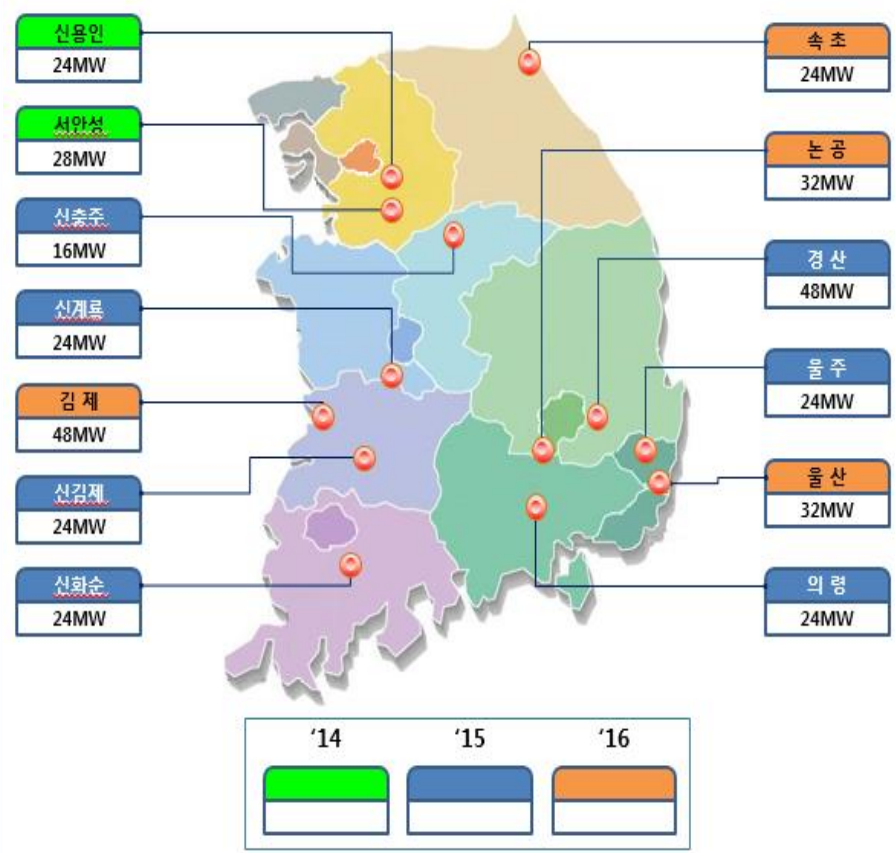 신용인
24MW
서안성
28MW
신충주
16MW
신계룡
24MW
김 제
48MW
신김제
24MW
신화순
24MW
속 초
24MW
논 공
32MW
경 산
48MW
울 주
24MW
울 산
32MW
의 령
24MW
‘14 ‘15 ‘16